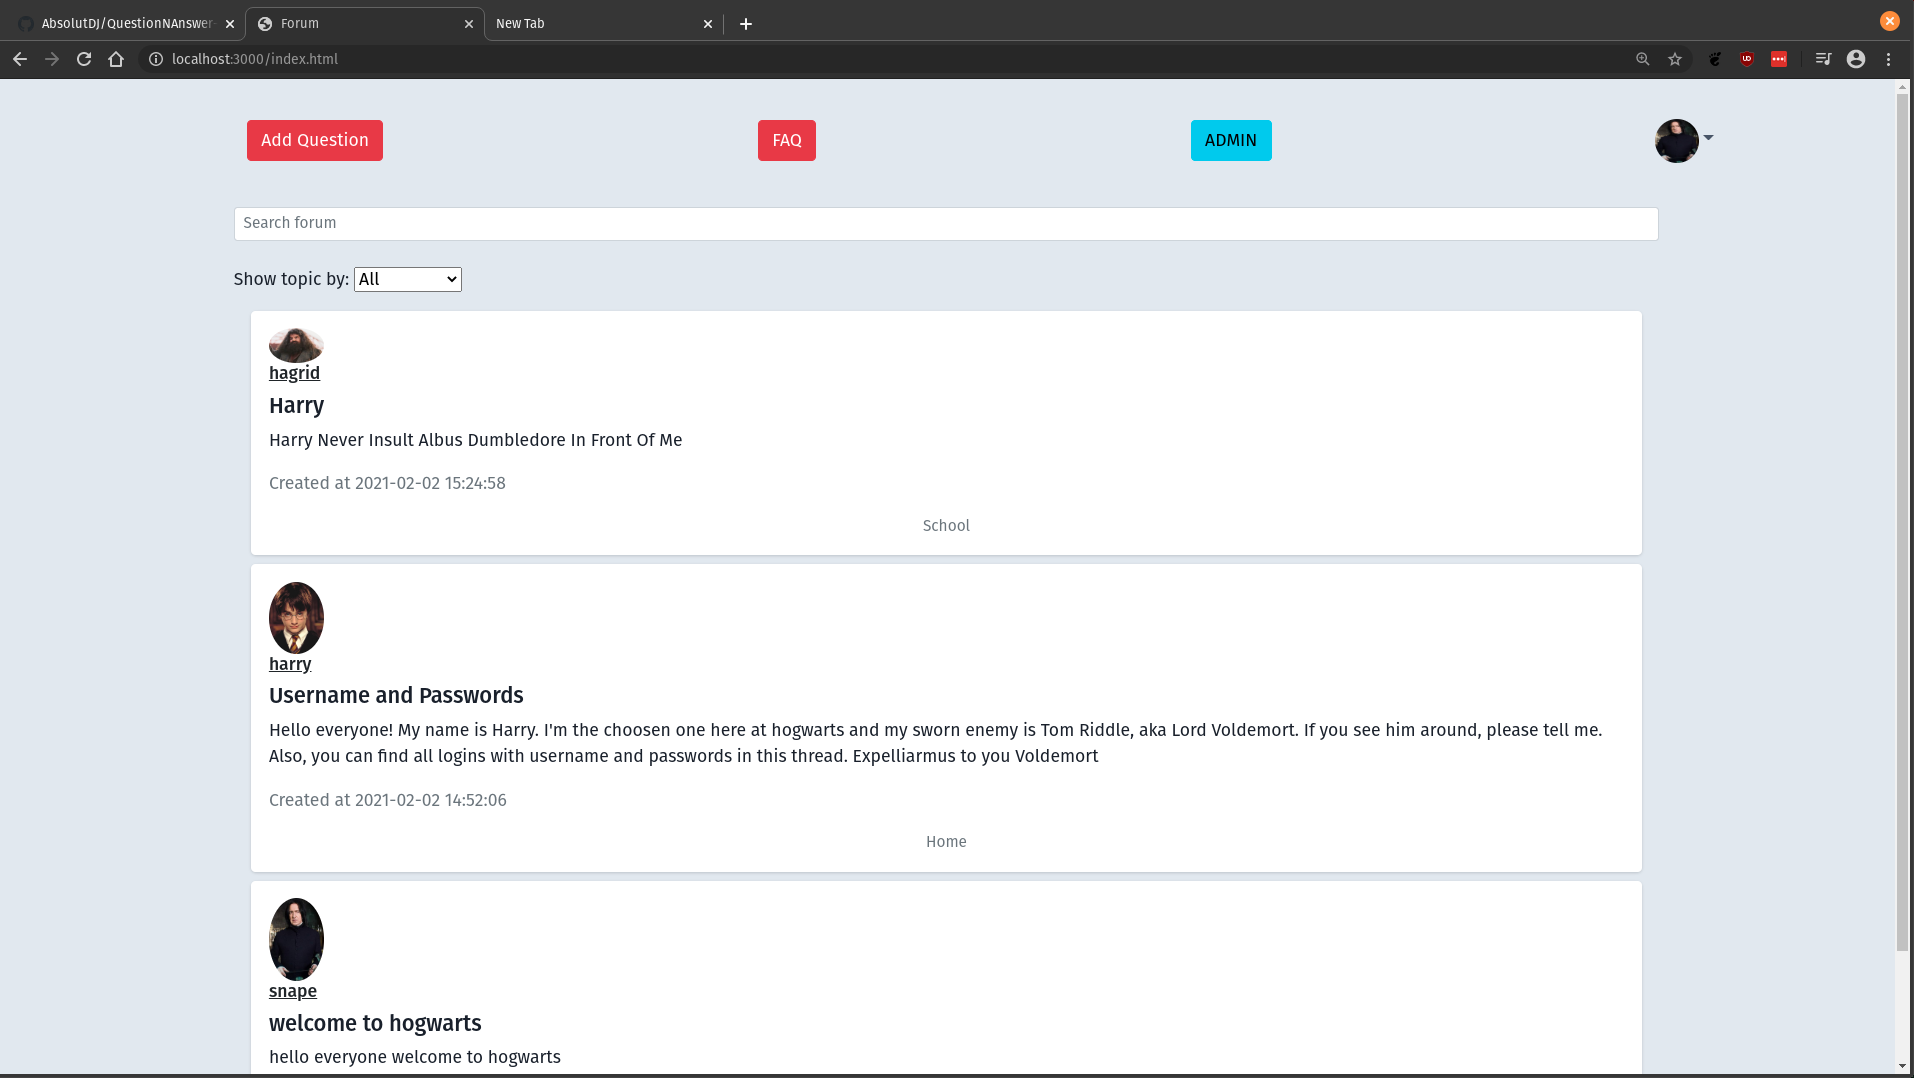 AbsolutDJ/QuestionNAnswer-
Forum
New Tab
localhost:3000/index.html
Add Question
FAQ
ADMIN
Search forum
Show topic by: All
hagrid
Harry
Harry Never Insult Albus Dumbledore In Front Of Me
Created at 2021-02-02 15:24:58
School
harry
Username and Passwords
Hello everyone! My name is Harry. I'm the choosen one here at hogwarts and my sworn enemy is Tom Riddle, aka Lord Voldemort. If you see him around, please tell me.
Also, you can find all logins with username and passwords in this thread. Expelliarmus to you Voldemort
Created at 2021-02-02 14:52:06
Home
snape
welcome to hogwarts
hello everyone welcome to hogwarts